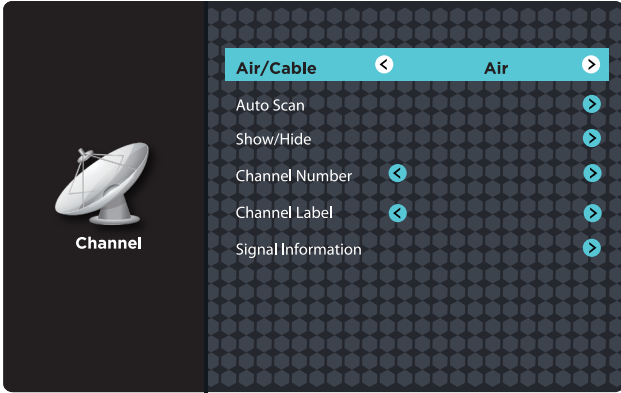 Air/Cable Air
Auto Scan
Show/Hide
Channel Number
Channel Label
Signal Information
Channel